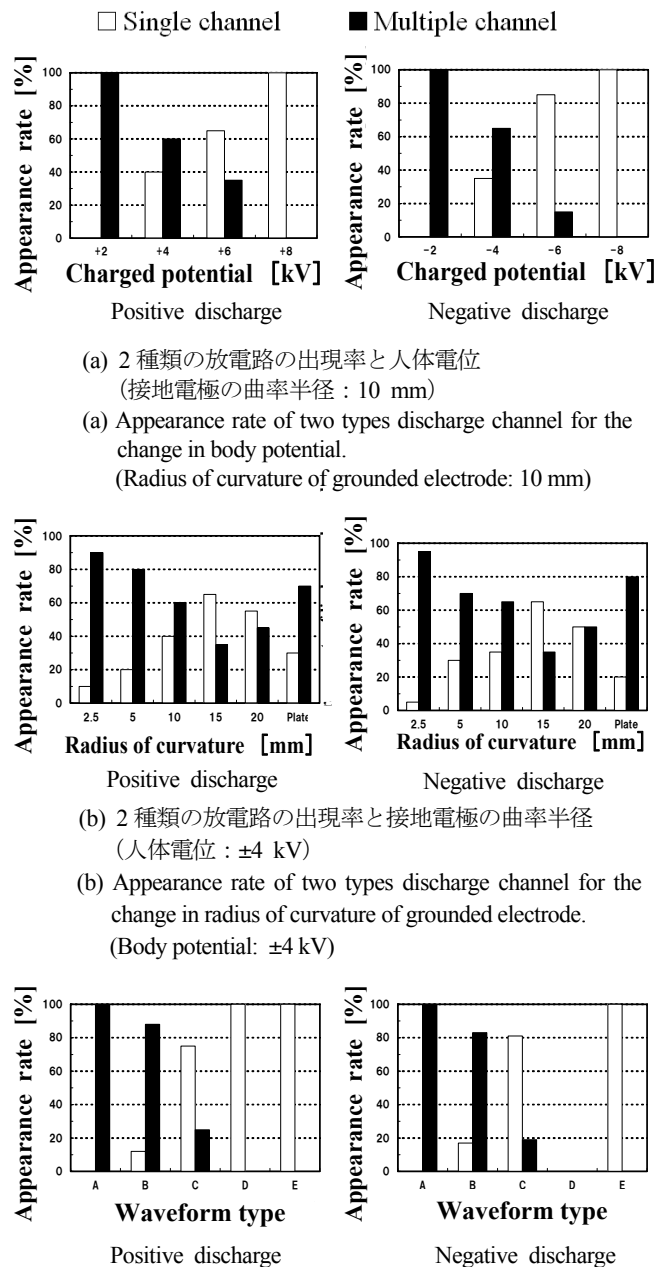 □ Single channel ■ Multiple channel
Appearance rate [%]
100
80
60
40
20
0
+2 +4 +6 +8
Charged potential [kV]
Positive discharge
Appearance rate [%]
100
80
60
40
20
0
-2 -4 -6 -8
Charged potential [kV]
Negative discharge
(a) 2 種類の放電路の出現率と人体電位
(接地電極の曲率半径：10 mm)
(a) Appearance rate of two types discharge channel for the
change in body potential.
(Radius of curvature of grounded electrode: 10 mm)
Appearance rate [%]
100
80
60
40
20
0
2.5 5 10 15 20 Plate
Radius of curvature [mm]
Positive discharge
Appearance rate [%]
100
80
60
40
20
0
2.5 5 10 15 20 Plate
Radius of curvature [mm]
Negative discharge
(b) 2 種類の放電路の出現率と接地電極の曲率半径
(人体電位：±4 kV)
(b) Appearance rate of two types discharge channel for the
change in radius of curvature of grounded electrode.
(Body potential: ±4 kV)
Appearance rate [%]
100
80
60
40
20
0
A B C D E
Waveform type
Positive discharge
Appearance rate [%]
100
80
60
40
20
0
A B C D E
Waveform type
Negative discharge